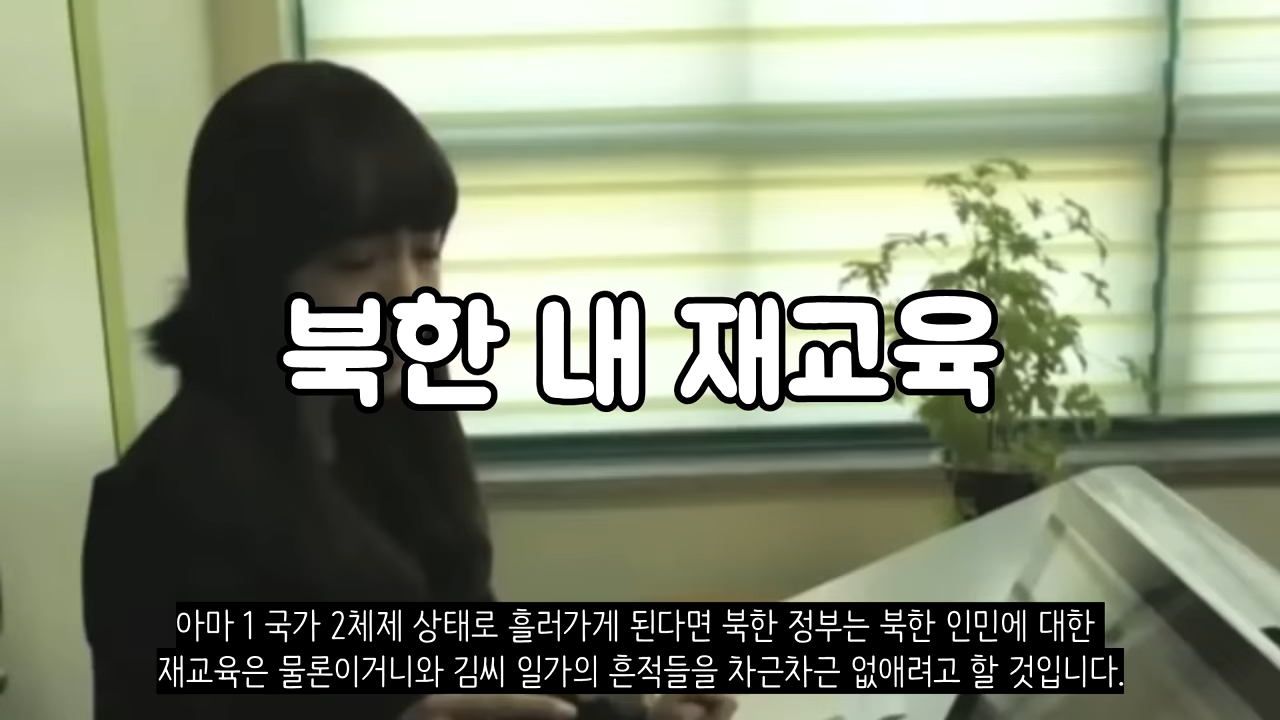 북한 내 재교육
아마 1 국가 2체제 상태로 흘러가게 된다면 북한 정부는 북한 인민에 대한
재교육은 물론이거니와 김씨 일가의 흔적들을 차근차근 없애려고 할 것입니다.